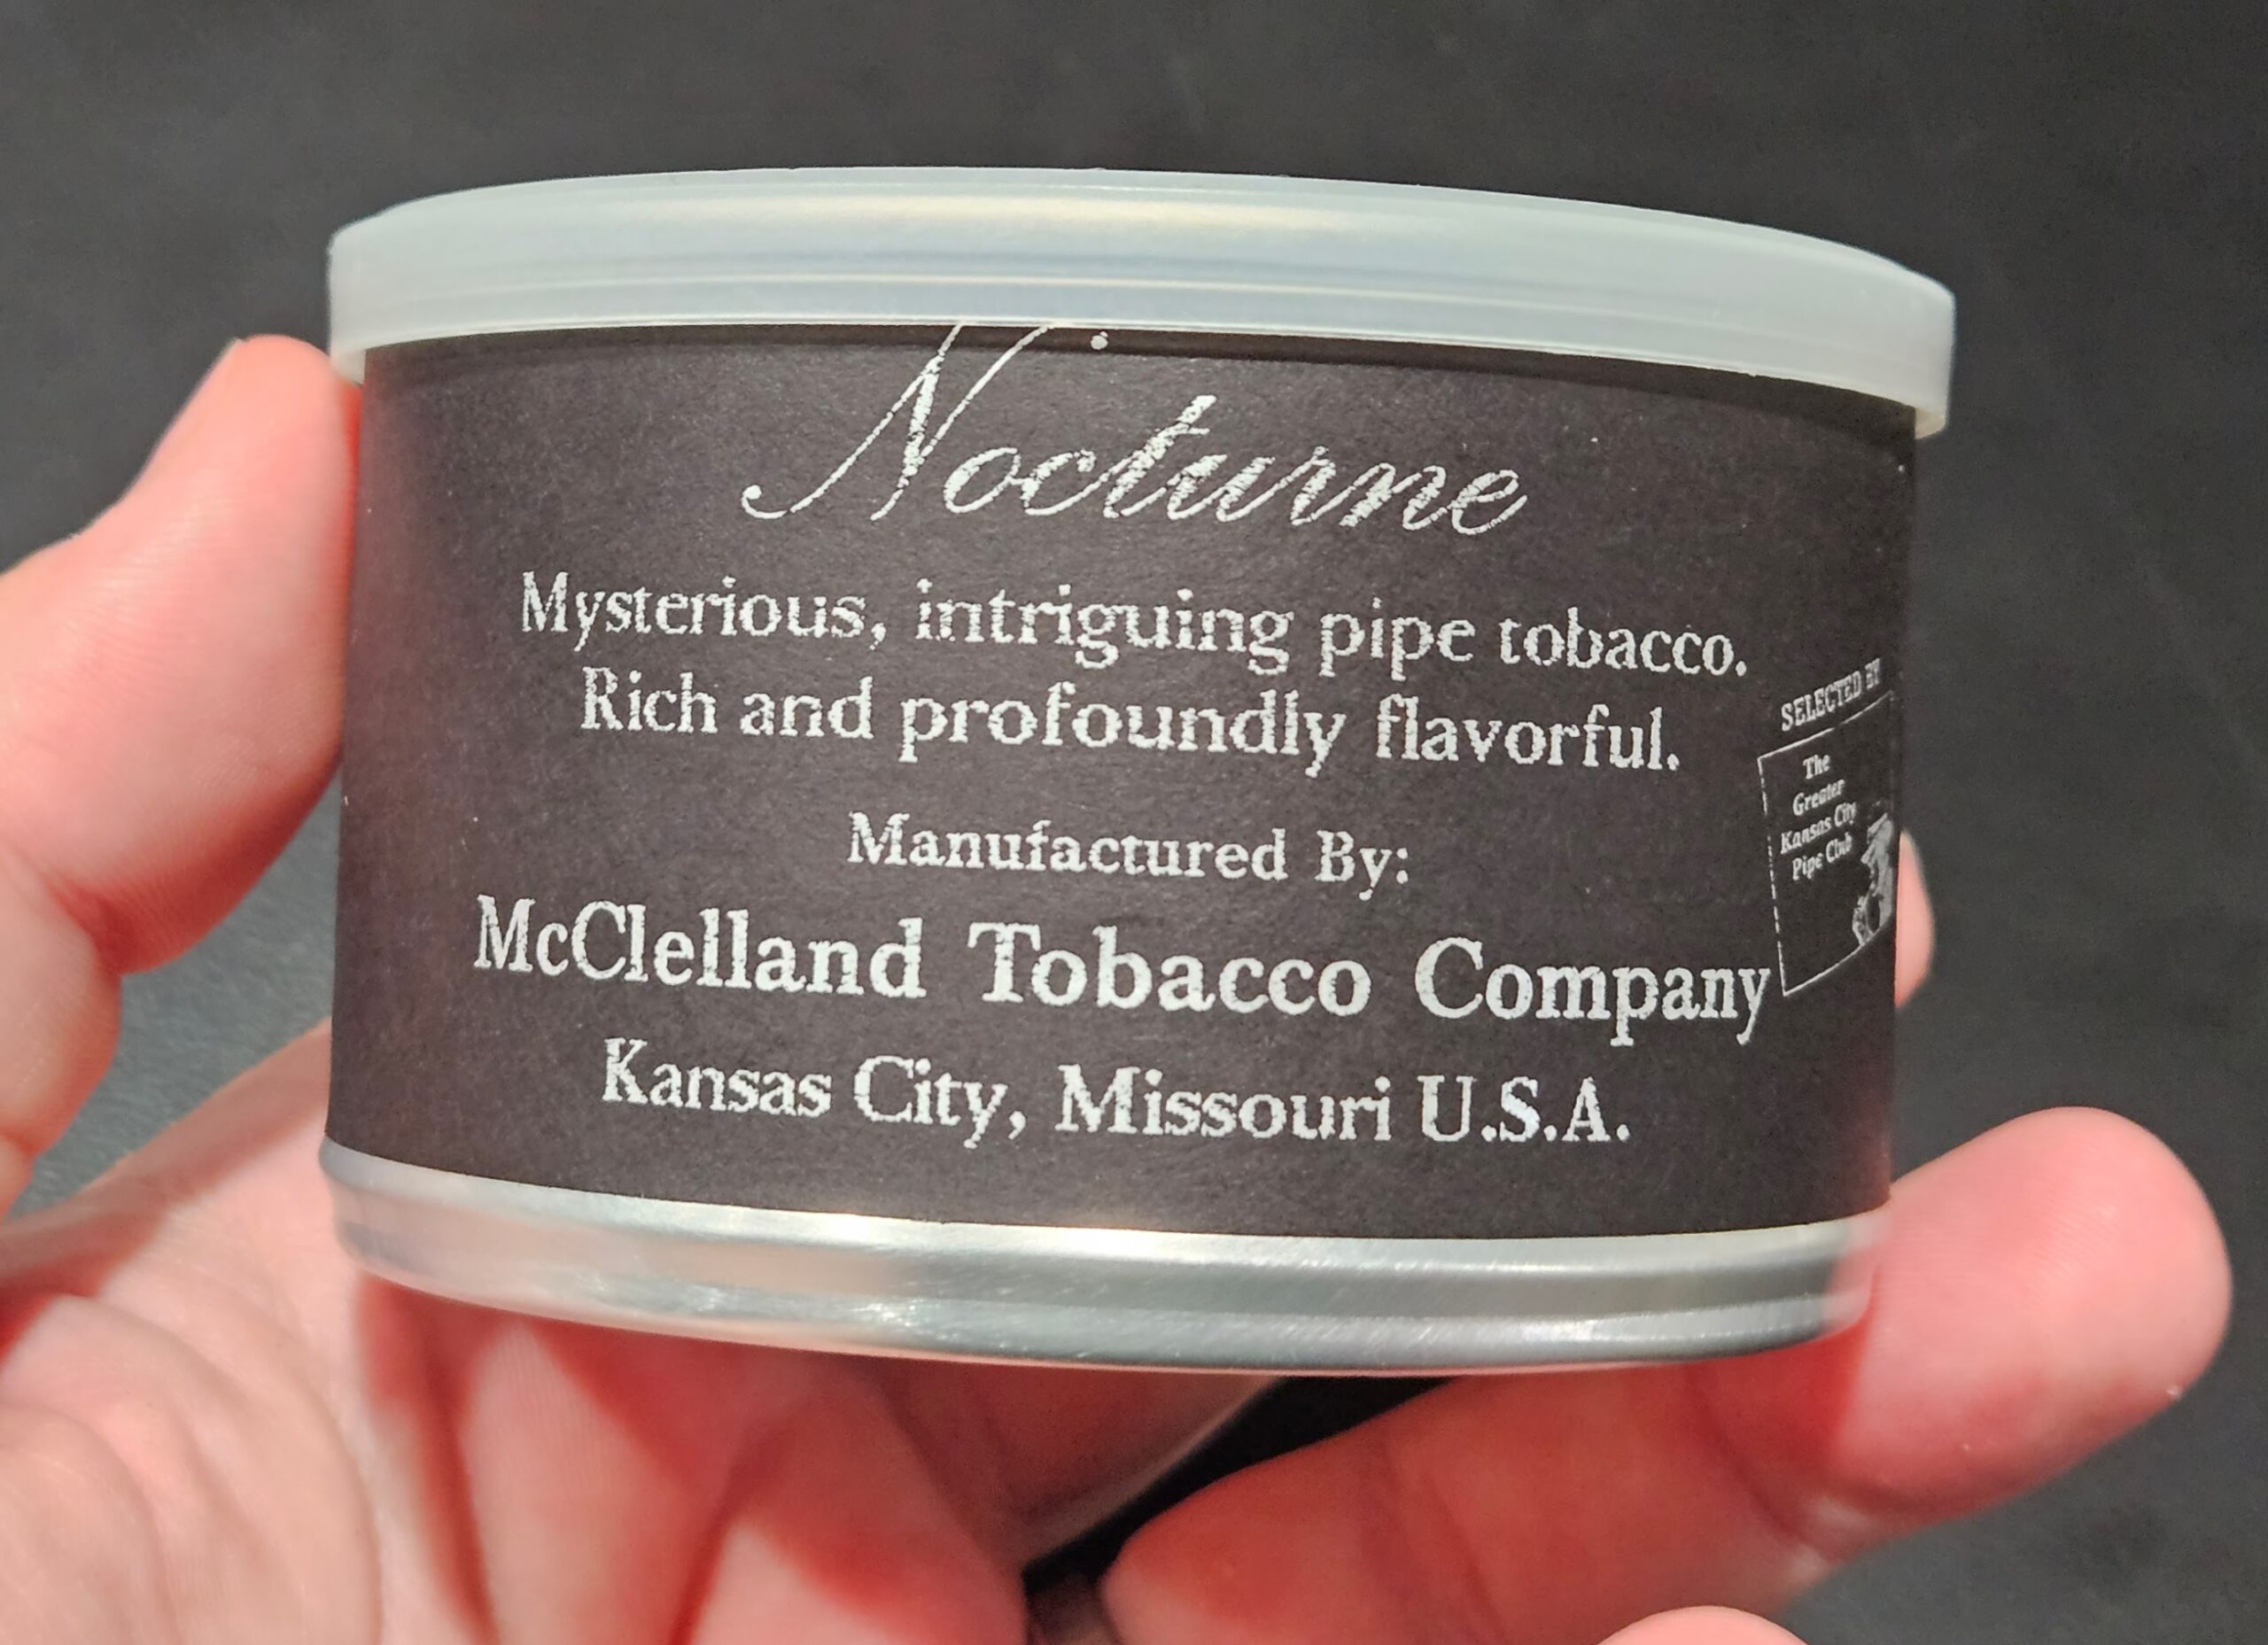 Nocturne
Mysterious, intriguing pipe tobacco.
Rich and profoundly flavorful.
Manufactured By:
McClelland Tobacco Company
Kansas City, Missouri U.S.A.
SELECTED BY
The
Greater
Kansas City
Pipe Club